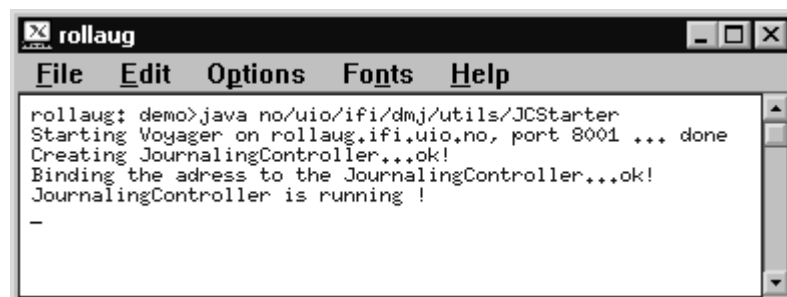 rollaug
File Edit Options Fonts Help
rollaug: demo>java no/uio/ifi/dmj/utils/JCStarter
Starting Voyager on rollaug.ifi.uio.no, port 8001 ... done
Creating JournalingController...ok!
Binding the adress to the JournalingController...ok!
JournalingController is running !
_